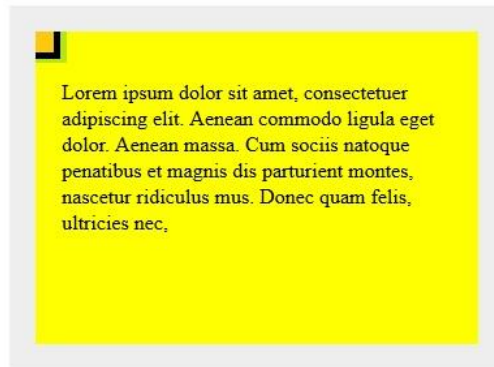 Lorem ipsum dolor sit amet, consectetuer
adipiscing elit. Aenean commodo ligula eget
dolor. Aenean massa. Cum sociis natoque
penatibus et magnis dis parturient montes,
nascetur ridiculus mus. Donec quam felis,
ultricies nec,